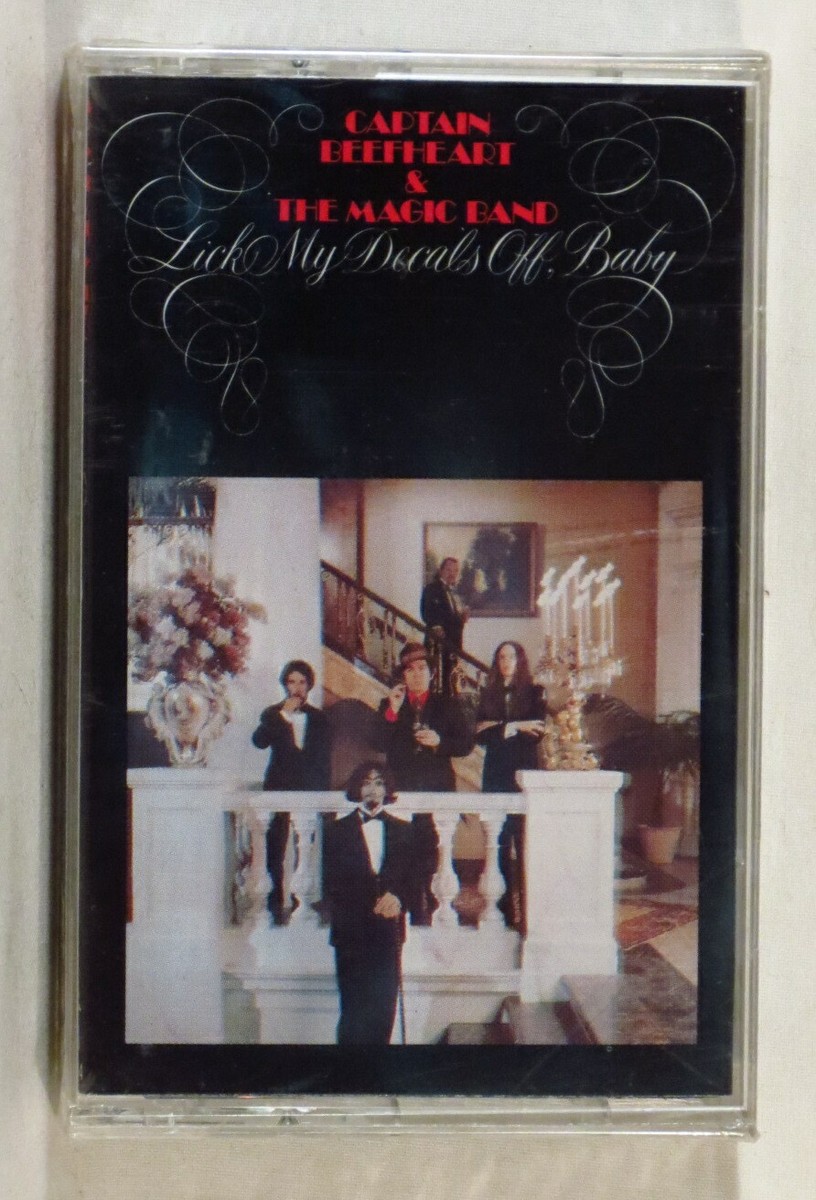 CAPTAIN
BEEFHEART
&
THE MAGIC BAND
Lick My Decals Off, Baby